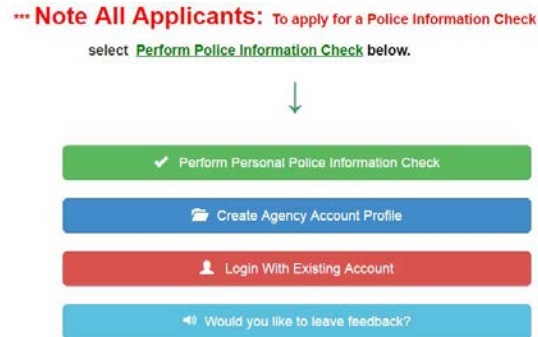 *** Note All Applicants: To apply for a Police Information Check
select Perform Police Information Check below.
Perform Personal Police Information Check
Create Agency Account Profile
Login With Existing Account
Would you like to leave feedback?